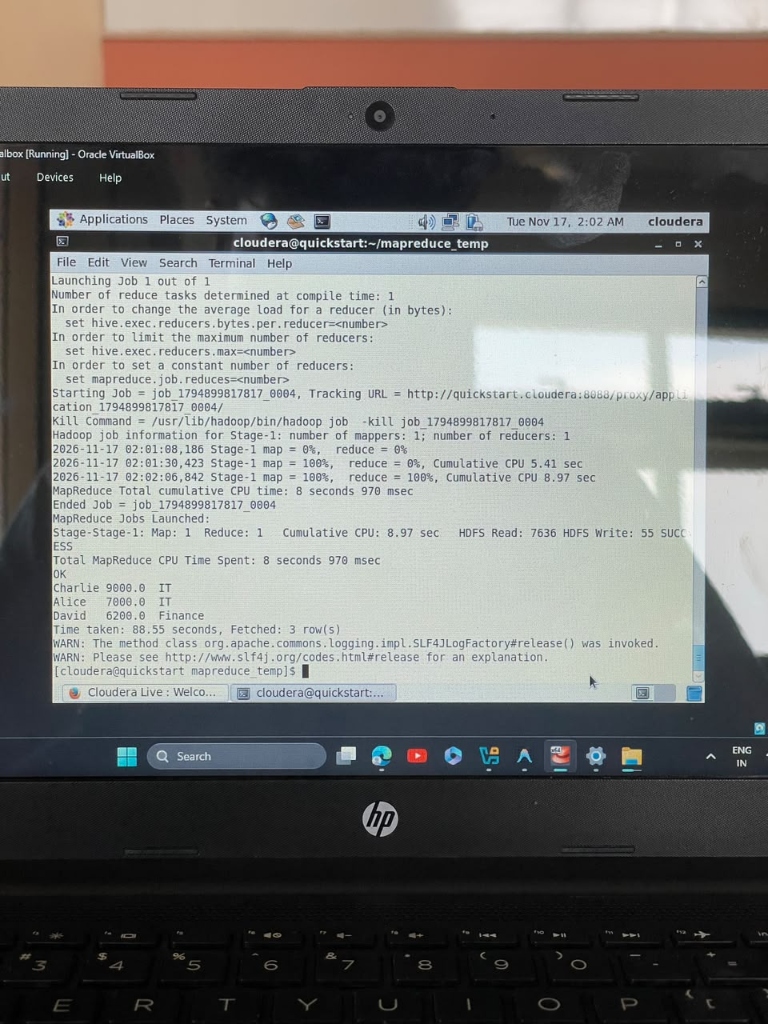 albox [Running] - Oracle VirtualBox
ut Devices Help
Applications Places System Tue Nov 17, 2:02 AM cloudera
cloudera@quickstart:~/mapreduce_temp
File Edit View Search Terminal Help
Launching Job 1 out of 1
Number of reduce tasks determined at compile time: 1
In order to change the average load for a reducer (in bytes):
  set hive.exec.reducers.bytes.per.reducer=<number>
In order to limit the maximum number of reducers:
  set hive.exec.reducers.max=<number>
In order to set a constant number of reducers:
  set mapreduce.job.reduces=<number>
Starting Job = job_1794899817817_0004, Tracking URL = http://quickstart.cloudera:8088/proxy/appli
cation_1794899817817_0004/
Kill Command = /usr/lib/hadoop/bin/hadoop job  -kill job_1794899817817_0004
Hadoop job information for Stage-1: number of mappers: 1; number of reducers: 1
2026-11-17 02:01:08,186 Stage-1 map = 0%,  reduce = 0%
2026-11-17 02:01:30,423 Stage-1 map = 100%,  reduce = 0%, Cumulative CPU 5.41 sec
2026-11-17 02:02:06,842 Stage-1 map = 100%,  reduce = 100%, Cumulative CPU 8.97 sec
MapReduce Total cumulative CPU time: 8 seconds 970 msec
Ended Job = job_1794899817817_0004
MapReduce Jobs Launched:
Stage-Stage-1: Map: 1  Reduce: 1   Cumulative CPU: 8.97 sec   HDFS Read: 7636 HDFS Write: 55 SUCC
ESS
Total MapReduce CPU Time Spent: 8 seconds 970 msec
OK
Charlie 9000.0  IT
Alice   7000.0  IT
David   6200.0  Finance
Time taken: 88.55 seconds, Fetched: 3 row(s)
WARN: The method class org.apache.commons.logging.impl.SLF4JLogFactory#release() was invoked.
WARN: Please see http://www.slf4j.org/codes.html#release for an explanation.
[cloudera@quickstart mapreduce_temp]$
Cloudera Live : Welco... cloudera@quickstart:...
Search ENG
IN
hp
# 3 $ 4 % 5 ^ 6 & 7 * 8 ( 9 ) 0 _ - + =
E R T Y U I O P {